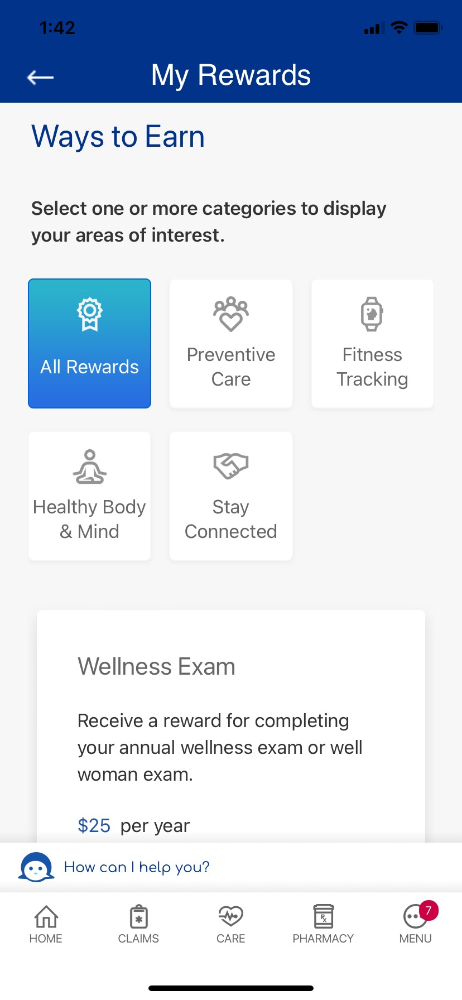 1:42
My Rewards
Ways to Earn
Select one or more categories to display
your areas of interest.
All Rewards
Preventive
Care
Fitness
Tracking
Healthy Body
& Mind
Stay
Connected
Wellness Exam
Receive a reward for completing
your annual wellness exam or well
woman exam.
$25 per year
How can I help you?
HOME
CLAIMS
CARE
Rx
PHARMACY
7
MENU